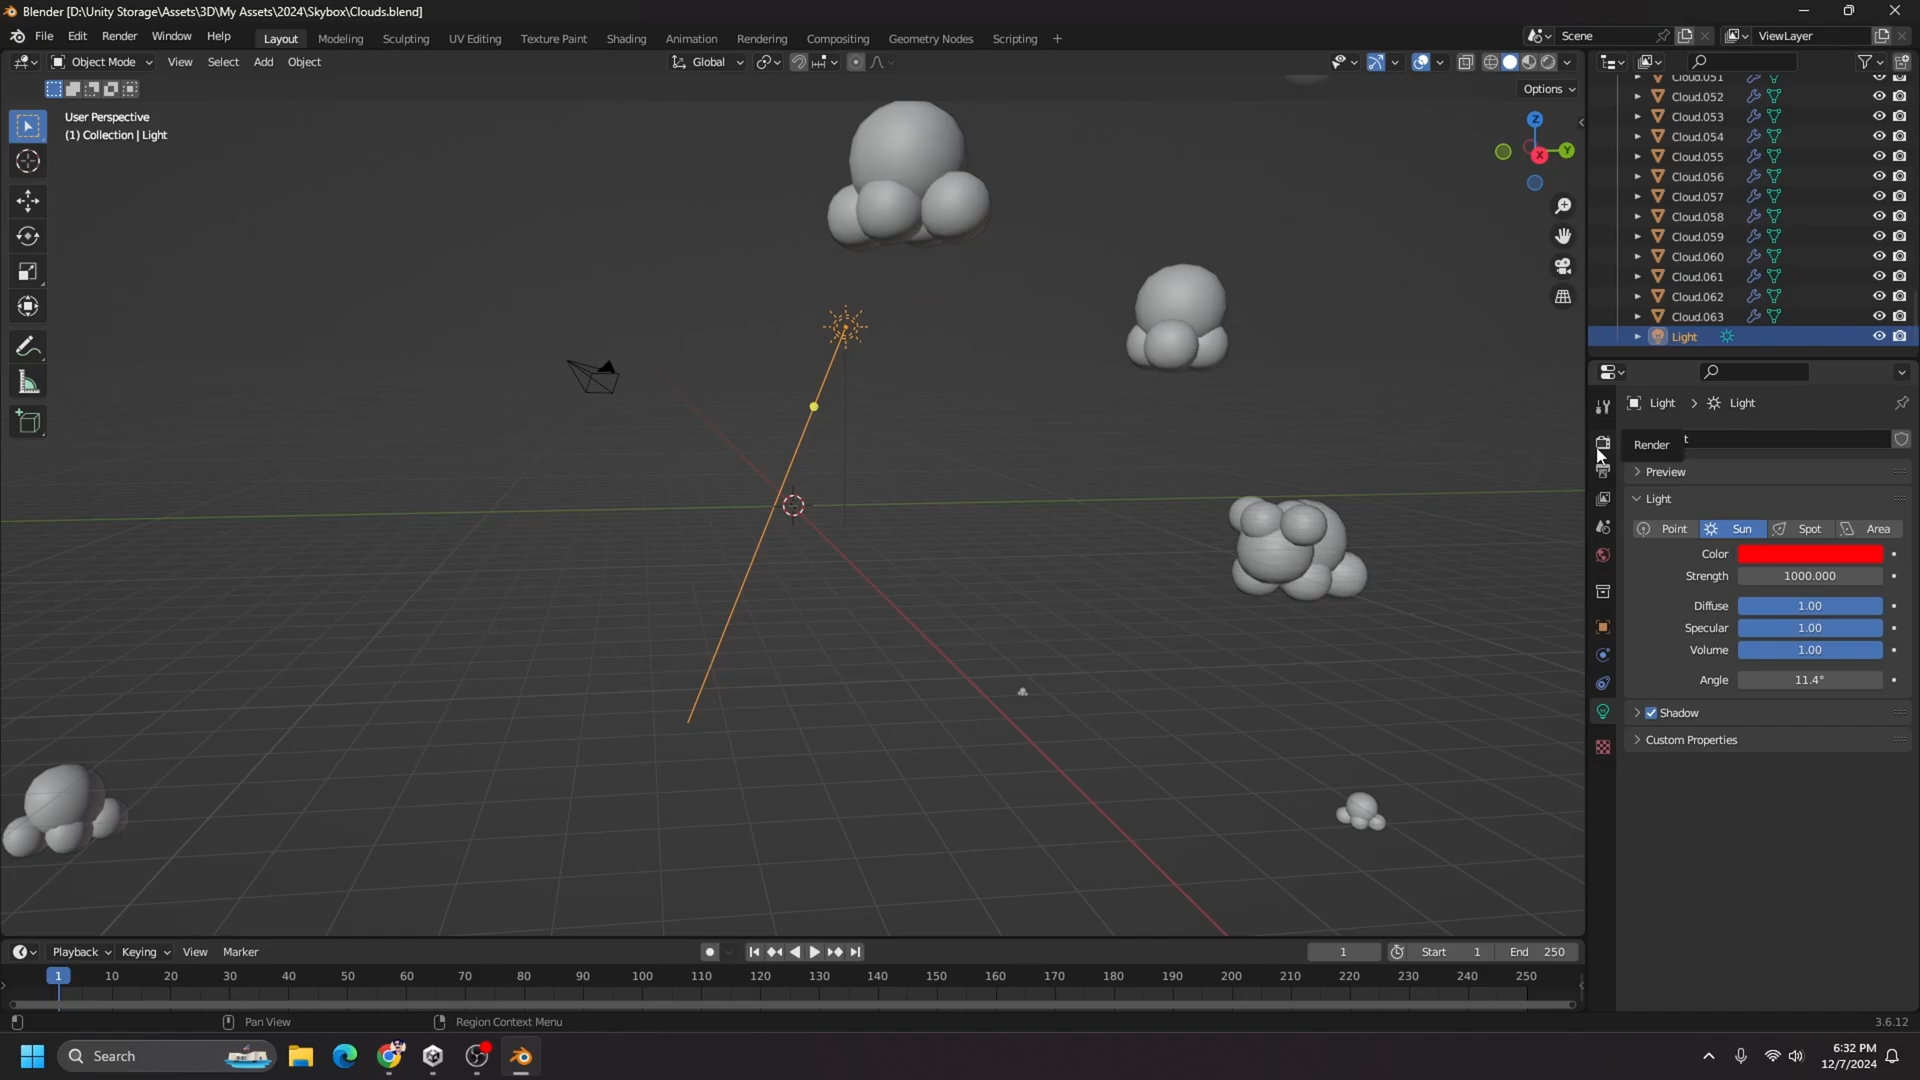 Blender [D:\Unity Storage\Assets\3D\My Assets\2024\Skybox\Clouds.blend]
File Edit Render Window Help Layout Modeling Sculpting UV Editing Texture Paint Shading Animation Rendering Compositing Geometry Nodes Scripting + Scene ViewLayer
Object Mode View Select Add Object Global
Options
User Perspective
(1) Collection | Light
Z
Y
X
Cloud.051
Cloud.052
Cloud.053
Cloud.054
Cloud.055
Cloud.056
Cloud.057
Cloud.058
Cloud.059
Cloud.060
Cloud.061
Cloud.062
Cloud.063
Light
Light > Light
Render t
Preview
Light
Point Sun Spot Area
Color
Strength 1000.000
Diffuse 1.00
Specular 1.00
Volume 1.00
Angle 11.4°
Shadow
Custom Properties
Playback Keying View Marker 1 Start 1 End 250
1 10 20 30 40 50 60 70 80 90 100 110 120 130 140 150 160 170 180 190 200 210 220 230 240 250
Pan View Region Context Menu 3.6.12
Search 6:32 PM
12/7/2024